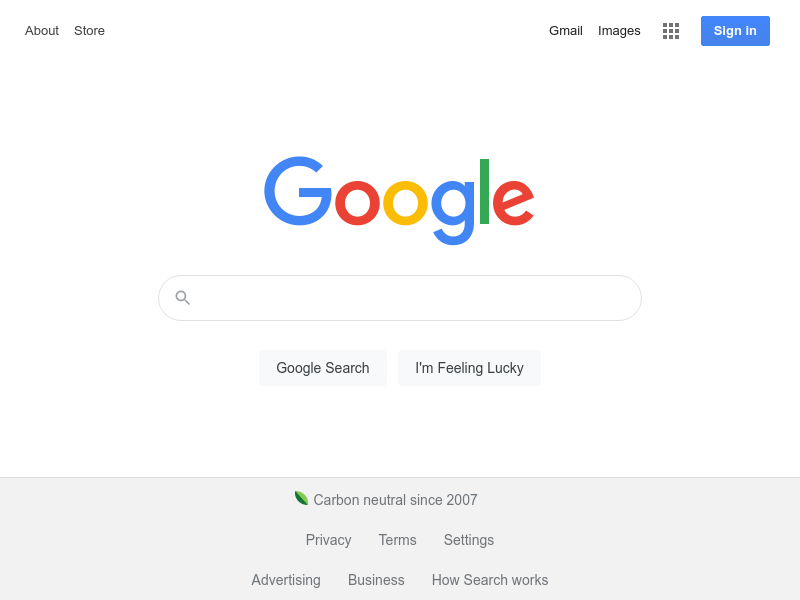 About Store Gmail Images Sign in
Google
Google Search I'm Feeling Lucky
Carbon neutral since 2007
Privacy Terms Settings
Advertising Business How Search works